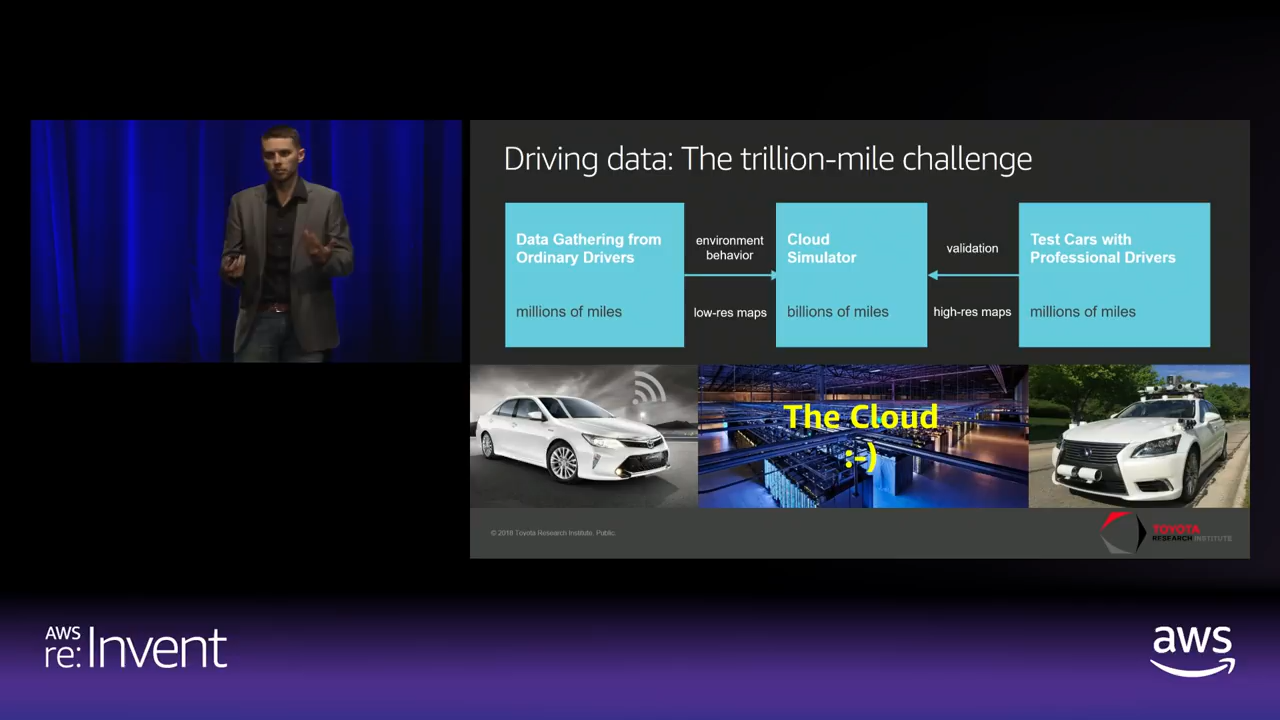 Driving data: The trillion-mile challenge
Data Gathering from
Ordinary Drivers
millions of miles
environment
behavior
low-res maps
Cloud
Simulator
billions of miles
validation
high-res maps
Test Cars with
Professional Drivers
millions of miles
The Cloud
:-)
© 2018 Toyota Research Institute. Public.
TOYOTA
RESEARCH INSTITUTE
AWS
re:Invent
aws